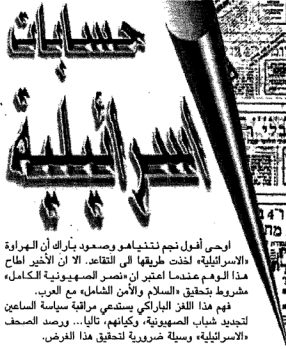 حسابات
اسرائيلية
اوحى أفول نجم نتنياهو وصعود باراك أن الهراوة
«الاسرائيلية» اخذت طريقها الى التقاعد. الا ان الأخير اطاح
هذا الوهم عندما اعتبر ان «نصر الصهيونية الكامل»
مشروط بتحقيق «السلام والأمن الشامل» مع العرب.
فهم هذا اللغز الباراكي يستدعي مراقبة سياسة الساعين
لتجديد شباب الصهيونية، وكيانهم، تاليا... ورصد الصحف
«الاسرائيلية» وسيلة ضرورية لتحقيق هذا الغرض.